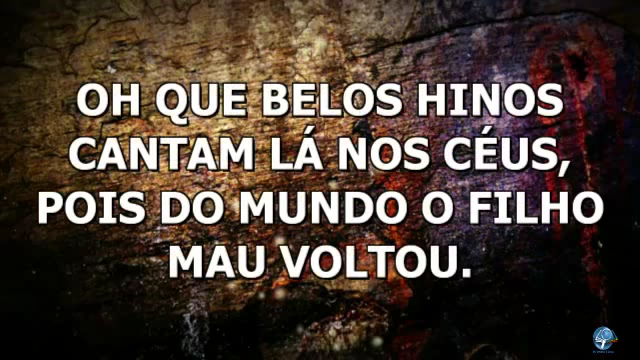 OH QUE BELOS HINOS
CANTAM LÁ NOS CÉUS,
POIS DO MUNDO O FILHO
MAU VOLTOU.